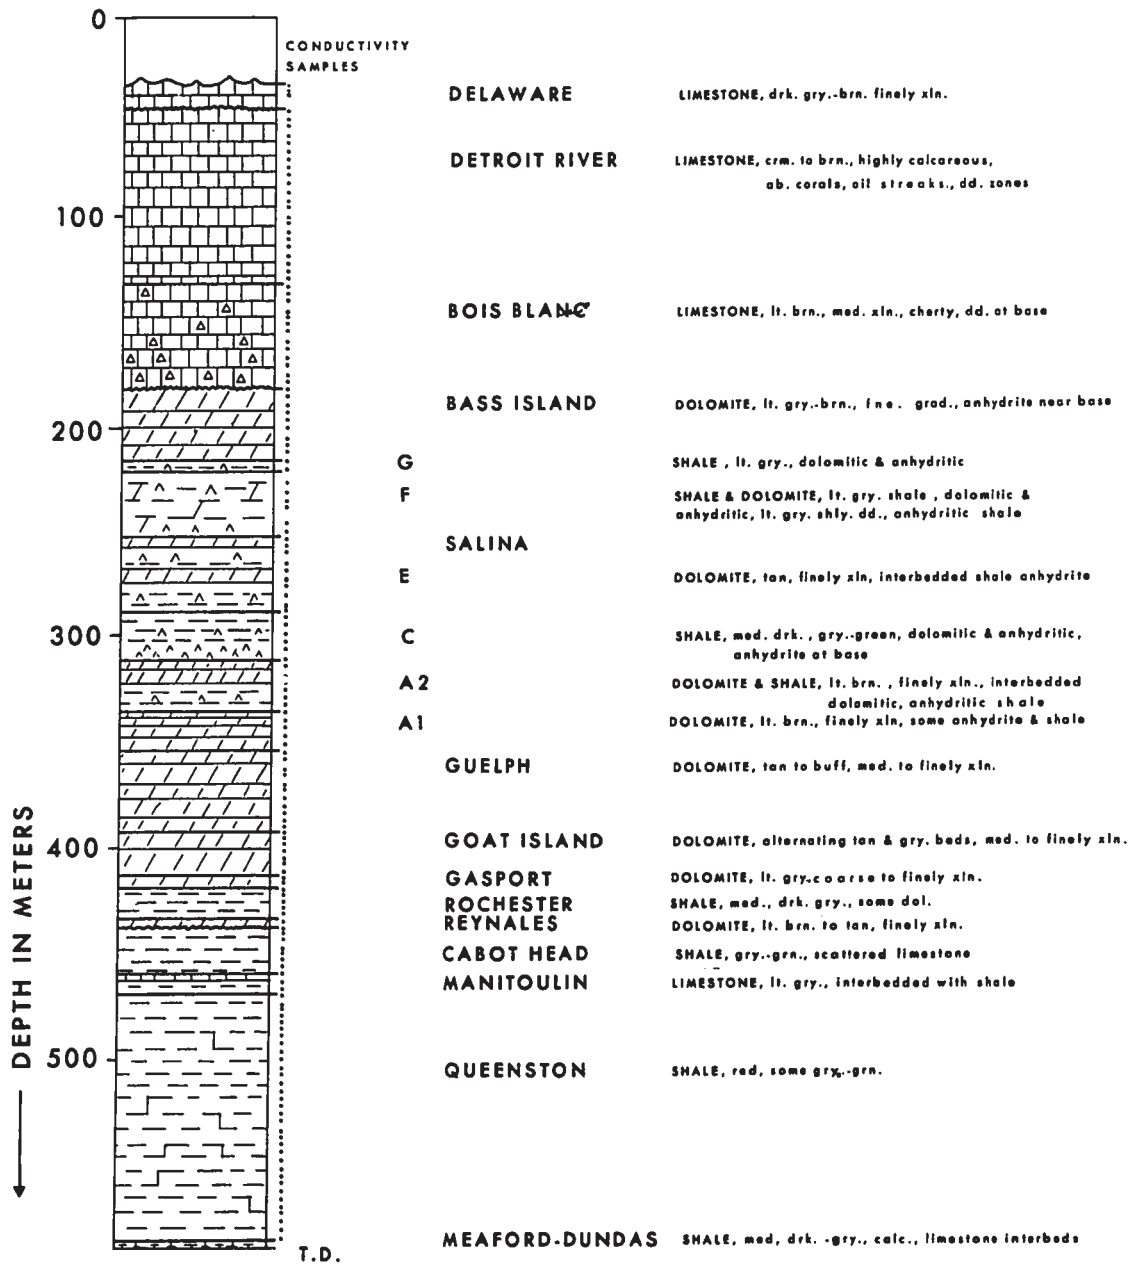 0
CONDUCTIVITY
SAMPLES
DELAWARE LIMESTONE, drk. gry.-brn. finely xln.
DETROIT RIVER LIMESTONE, crm. to brn., highly calcareous,
ab. corals, oil streaks., dd. zones
100
BOIS BLANC LIMESTONE, lt. brn., med. xln., cherty, dd. at base
BASS ISLAND DOLOMITE, lt. gry.-brn., fne. grad., anhydrite near base
200
G SHALE, lt. gry., dolomitic & anhydritic
F SHALE & DOLOMITE, lt. gry. shale, dolomitic &
anhydritic, lt. gry. shly. dd., anhydritic shale
SALINA
E DOLOMITE, tan, finely xln, interbedded shale anhydrite
300
C SHALE, med. drk., gry.-green, dolomitic & anhydritic,
anhydrite at base
A2 DOLOMITE & SHALE, lt. brn., finely xln., interbedded
dolomitic, anhydritic shale
A1 DOLOMITE, lt. brn., finely xln, some anhydrite & shale
GUELPH DOLOMITE, tan to buff, med. to finely xln.
400
GOAT ISLAND DOLOMITE, alternating tan & gry. beds, med. to finely xln.
GASPORT DOLOMITE, lt. gry. coarse to finely xln.
ROCHESTER SHALE, med., drk. gry., some dol.
REYNALES DOLOMITE, lt. brn. to tan, finely xln.
CABOT HEAD SHALE, gry.-grn., scattered limestone
MANITOULIN LIMESTONE, lt. gry., interbedded with shale
500
QUEENSTON SHALE, red, some gry.-grn.
MEAFORD-DUNDAS SHALE, med, drk. -gry., calc., limestone interbeds
T.D.
DEPTH IN METERS